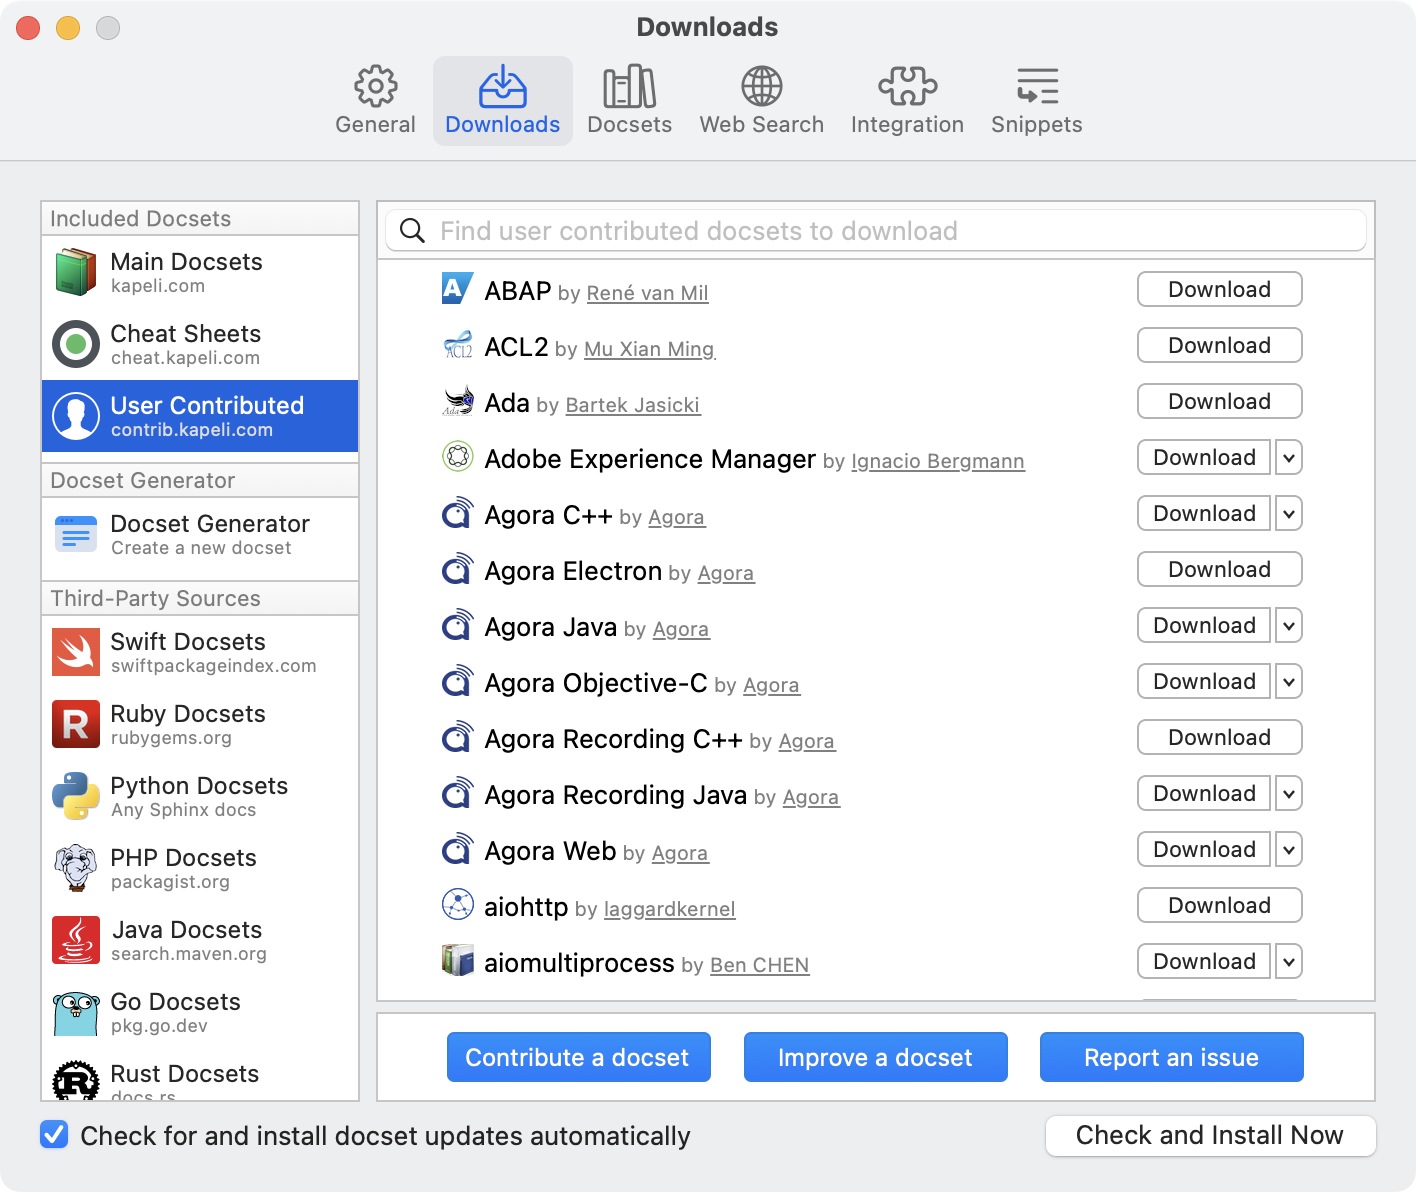 Downloads
General
Downloads
Docsets
Web Search
Integration
Snippets
Included Docsets
Main Docsets
kapeli.com
Cheat Sheets
cheat.kapeli.com
User Contributed
contrib.kapeli.com
Docset Generator
Docset Generator
Create a new docset
Third-Party Sources
Swift Docsets
swiftpackageindex.com
Ruby Docsets
rubygems.org
Python Docsets
Any Sphinx docs
PHP Docsets
packagist.org
Java Docsets
search.maven.org
Go Docsets
pkg.go.dev
Rust Docsets
docs.rs
Find user contributed docsets to download
ABAP by René van Mil Download
ACL2 by Mu Xian Ming Download
Ada by Bartek Jasicki Download
Adobe Experience Manager by Ignacio Bergmann Download
Agora C++ by Agora Download
Agora Electron by Agora Download
Agora Java by Agora Download
Agora Objective-C by Agora Download
Agora Recording C++ by Agora Download
Agora Recording Java by Agora Download
Agora Web by Agora Download
aiohttp by laggardkernel Download
aiomultiprocess by Ben CHEN Download
Contribute a docset
Improve a docset
Report an issue
Check for and install docset updates automatically
Check and Install Now